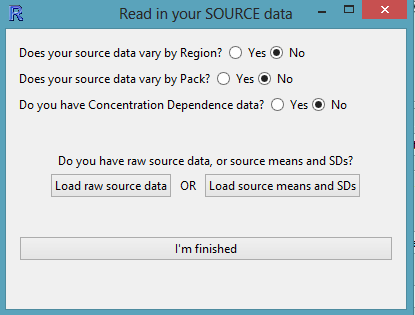 Read in your SOURCE data
Does your source data vary by Region? Yes No
Does your source data vary by Pack? Yes No
Do you have Concentration Dependence data? Yes No
Do you have raw source data, or source means and SDs?
Load raw source data OR Load source means and SDs
I'm finished